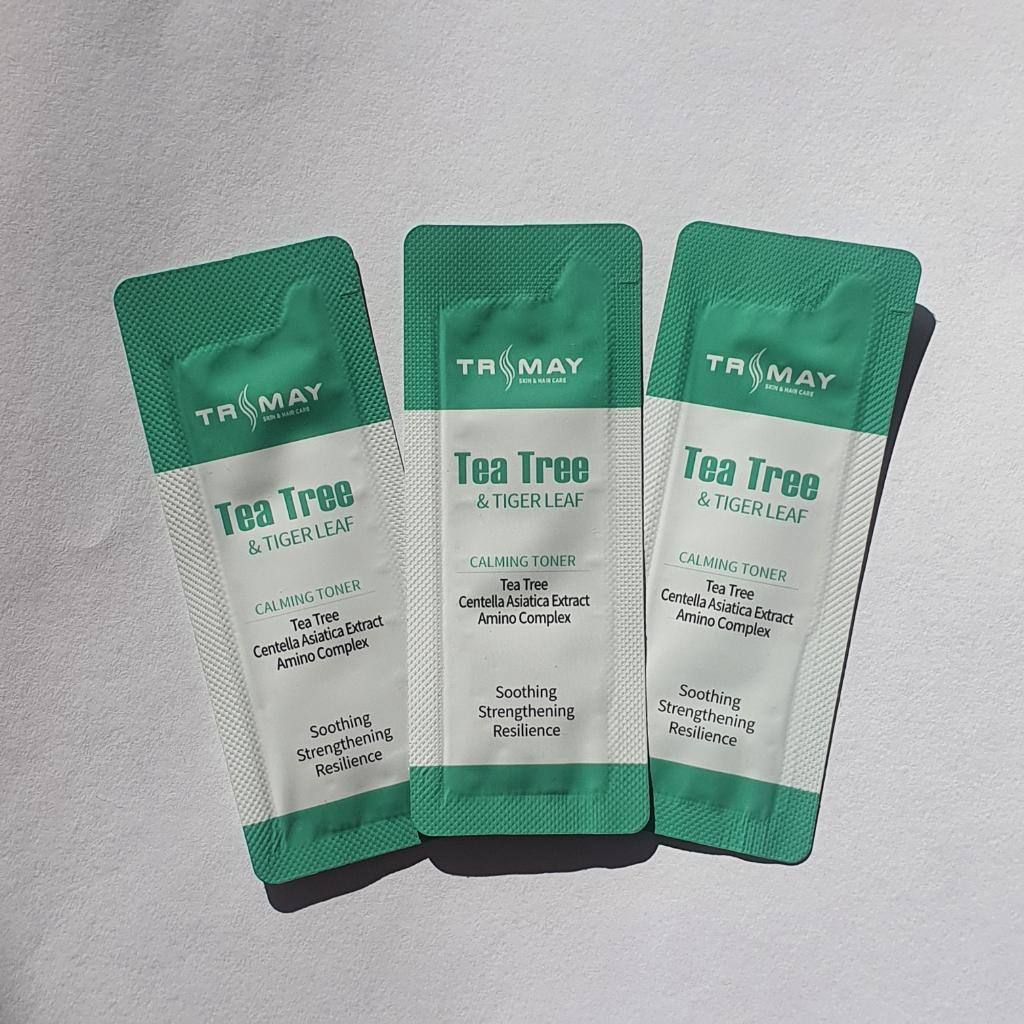 TRIMAY
SKIN & HAIR CARE
Tea Tree
& TIGER LEAF
CALMING TONER
Tea Tree
Centella Asiatica Extract
Amino Complex
Soothing
Strengthening
Resilience
TRIMAY
SKIN & HAIR CARE
Tea Tree
& TIGER LEAF
CALMING TONER
Tea Tree
Centella Asiatica Extract
Amino Complex
Soothing
Strengthening
Resilience
TRIMAY
SKIN & HAIR CARE
Tea Tree
& TIGER LEAF
CALMING TONER
Tea Tree
Centella Asiatica Extract
Amino Complex
Soothing
Strengthening
Resilience